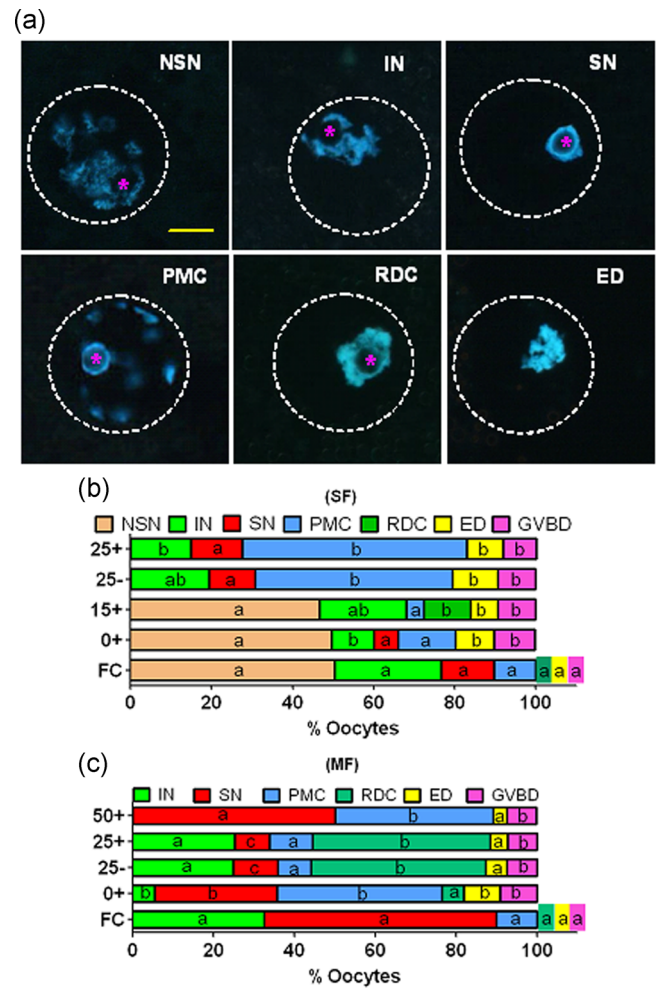 (a)
NSN IN SN
* * *
PMC RDC ED
* *
(b)
(SF)
NSN IN SN PMC RDC ED GVBD
25+ b a b b b
25- ab a b b b
15+ a ab a b b b
0+ a b a a b b
FC a a a a a a a
0 20 40 60 80 100
% Oocytes
(c)
(MF)
IN SN PMC RDC ED GVBD
50+ a b a b
25+ a c a b a b
25- a c a b a b
0+ b b b a b b
FC a a a a a a
0 20 40 60 80 100
% Oocytes